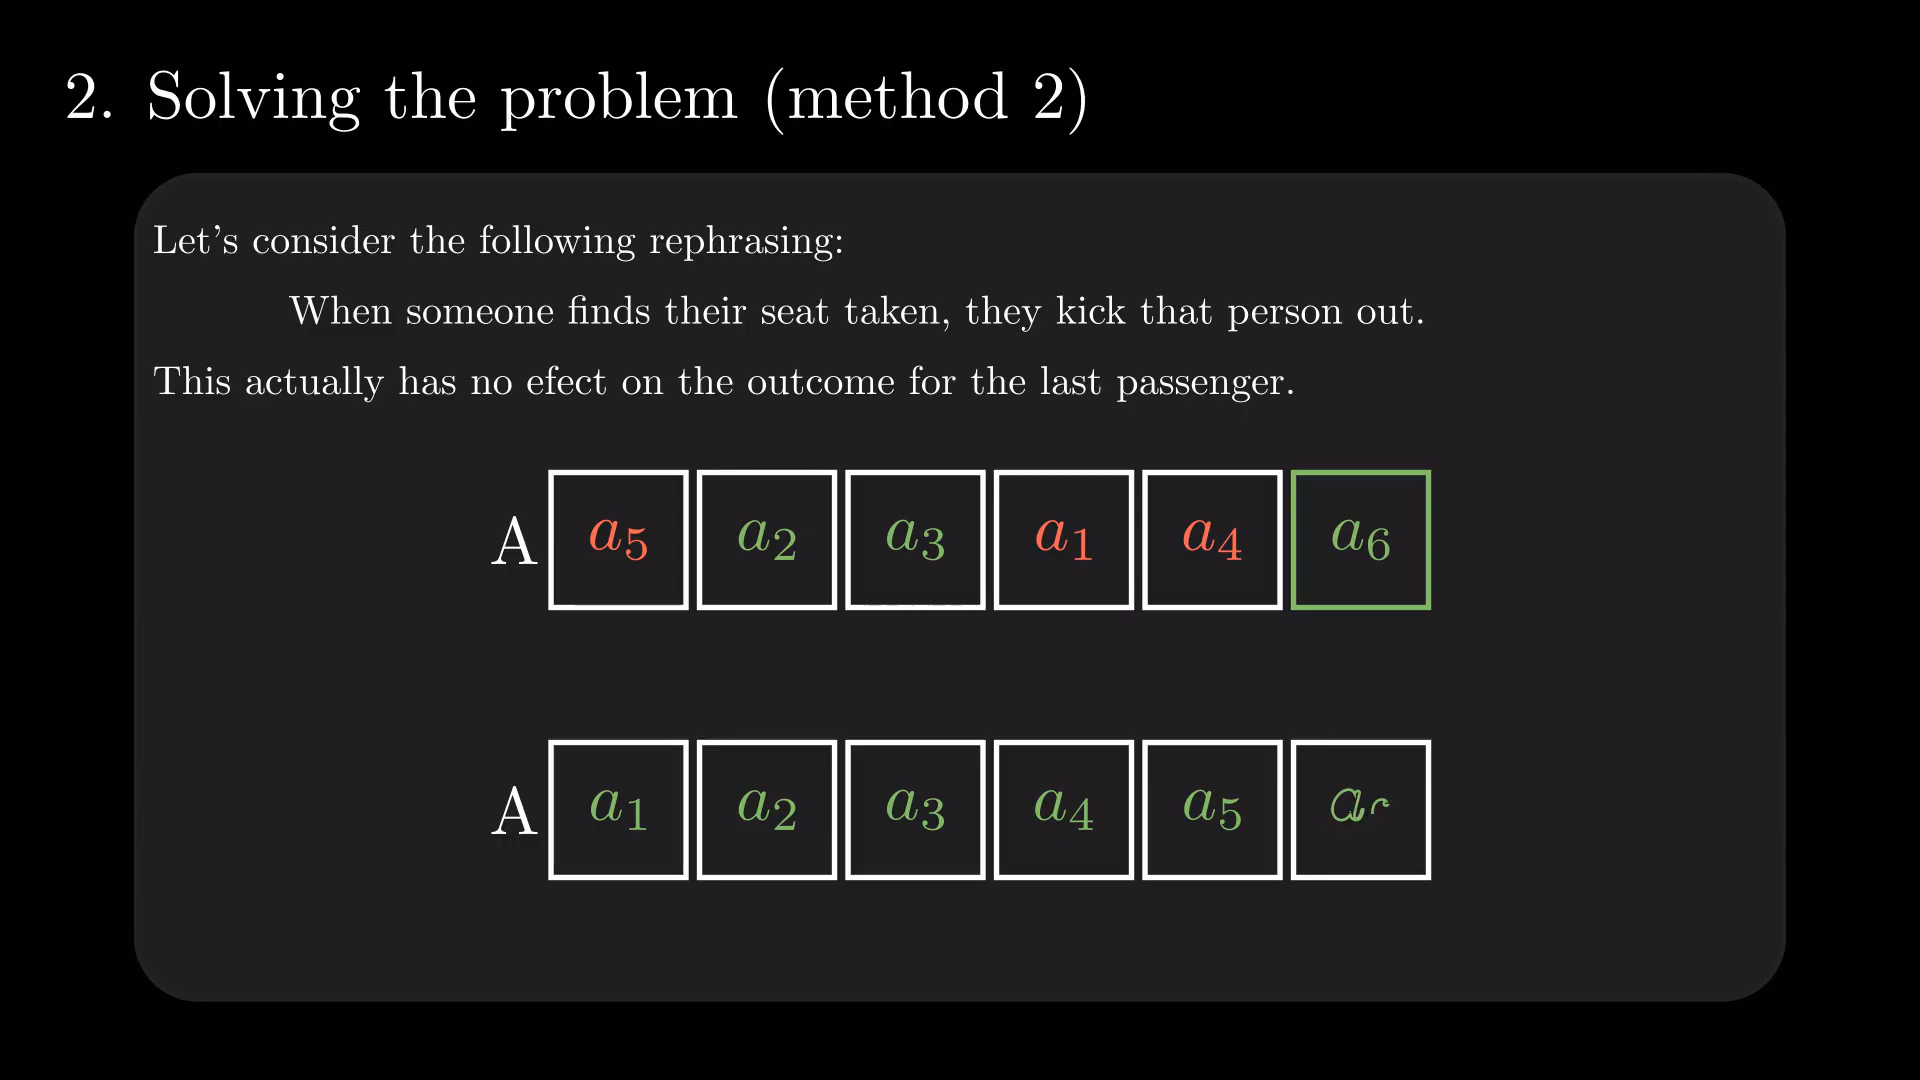 2. Solving the problem (method 2)
Let's consider the following rephrasing:
When someone finds their seat taken, they kick that person out.
This actually has no efect on the outcome for the last passenger.
A a₅ a₂ a₃ a₁ a₄ a₆
A a₁ a₂ a₃ a₄ a₅